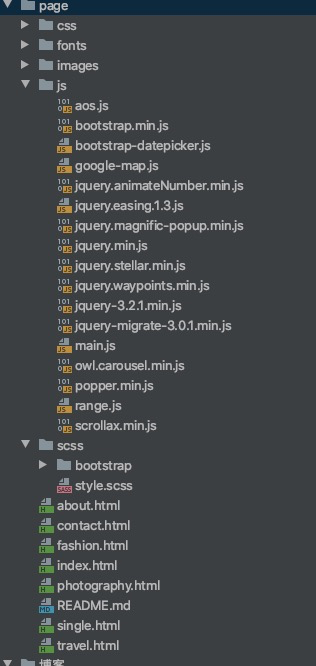 page
css
fonts
images
js
aos.js
bootstrap.min.js
bootstrap-datepicker.js
google-map.js
jquery.animateNumber.min.js
jquery.easing.1.3.js
jquery.magnific-popup.min.js
jquery.min.js
jquery.stellar.min.js
jquery.waypoints.min.js
jquery-3.2.1.min.js
jquery-migrate-3.0.1.min.js
main.js
owl.carousel.min.js
popper.min.js
range.js
scrollax.min.js
scss
bootstrap
style.scss
about.html
contact.html
fashion.html
index.html
photography.html
README.md
single.html
travel.html
博客